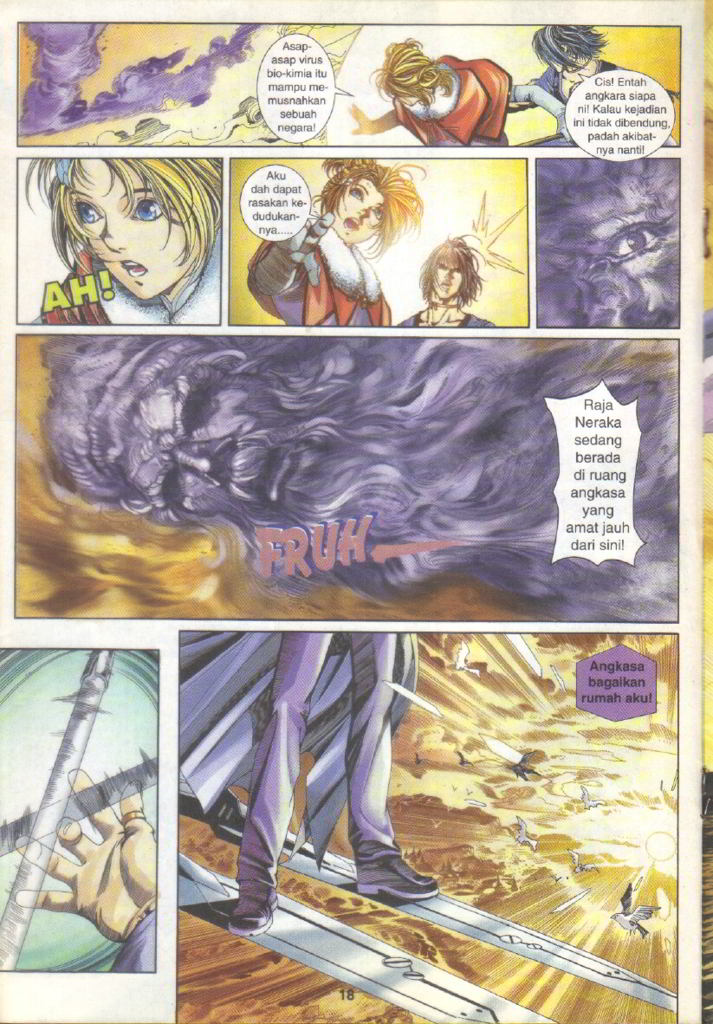 Asap-
asap virus
bio-kimia itu
mampu me-
musnahkan
sebuah
negara!
Cis! Entah
angkara siapa
ni! Kalau kejadian
ini tidak dibendung,
padah akibat-
nya nanti!
AH!
Aku
dah dapat
rasakan ke-
dudukan-
nya.....
Raja
Neraka
sedang
berada
di ruang
angkasa
yang
amat jauh
dari sini!
FRUH
Angkasa
bagaikan
rumah aku!
18